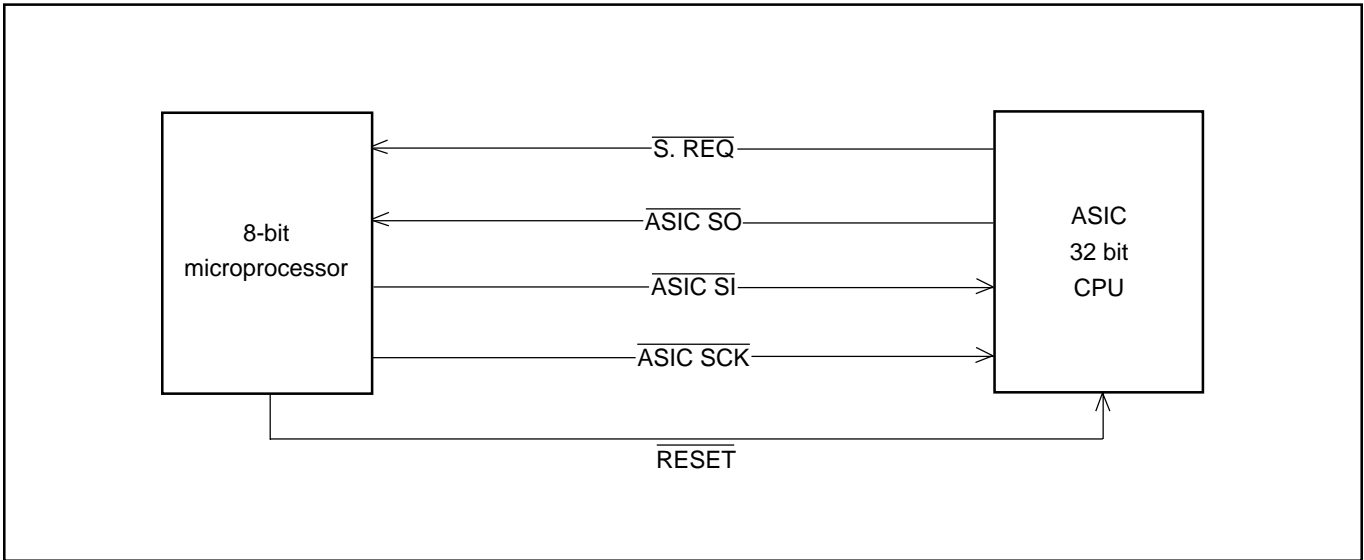 8-bit
microprocessor
S. REQ
ASIC SO
ASIC SI
ASIC SCK
RESET
ASIC
32 bit
CPU